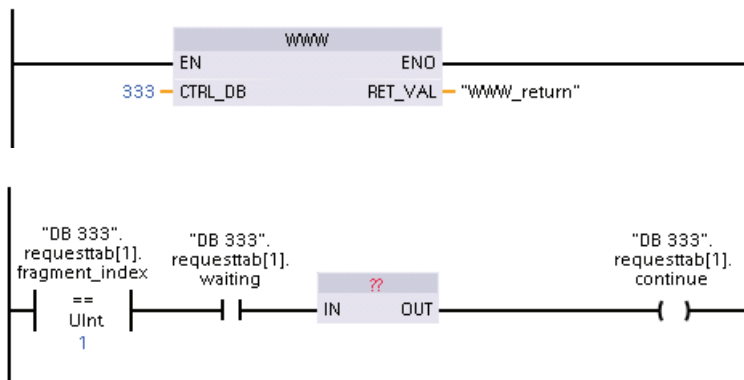 WWW
EN ENO
333 CTRL_DB RET_VAL "WWW_return"
"DB 333".
requesttab[1].
fragment_index
==
UInt
1
"DB 333".
requesttab[1].
waiting
??
IN OUT
"DB 333".
requesttab[1].
continue